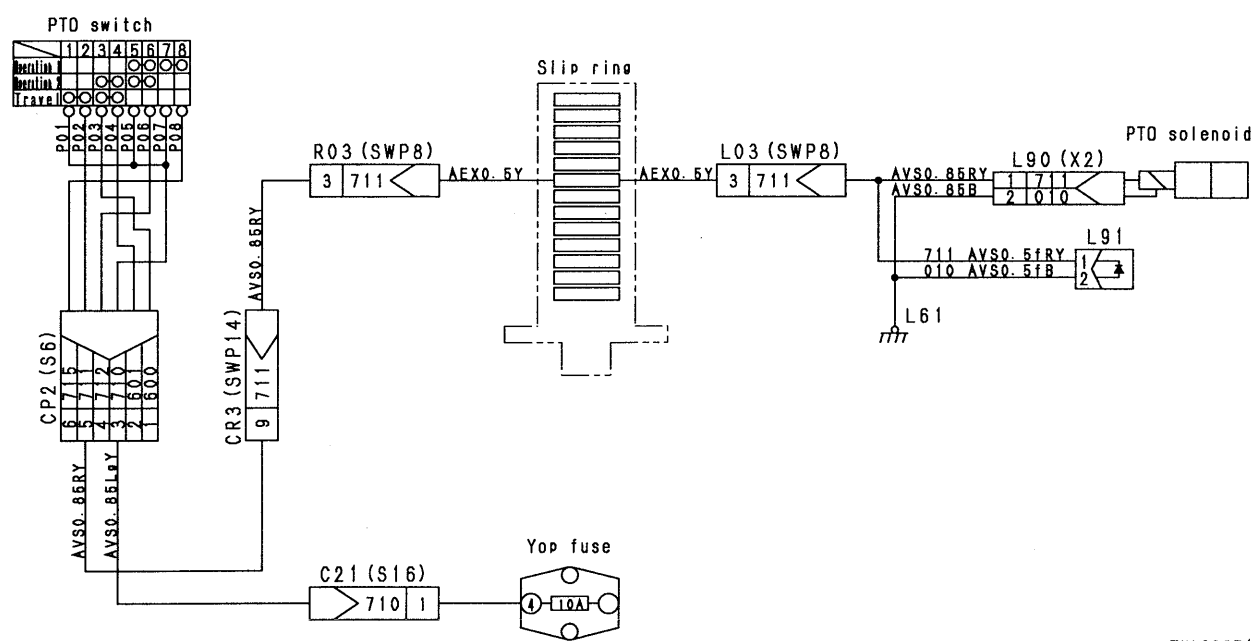 PTO switch
1 2 3 4 5 6 7 8
Operation 1
Operation 2
Travel
P01 P02 P03 P04 P05 P06 P07 P08
Slip ring
PTO solenoid
R03 (SWP8)
3 711
AEX0.5Y
AEX0.5Y
L03 (SWP8)
3 711
AVS0.85RY
AVS0.85B
L90 (X2)
1 711
2 010
711 AVS0.5fRY
010 AVS0.5fB
L91
1
2
L61
AVS0.85RY
CP2 (S6)
6 715
5 711
4 712
3 710
2 601
1 600
CR3 (SWP14)
9 711
AVS0.85RY
AVS0.85LgY
C21 (S16)
710 1
Yop fuse
4 10A